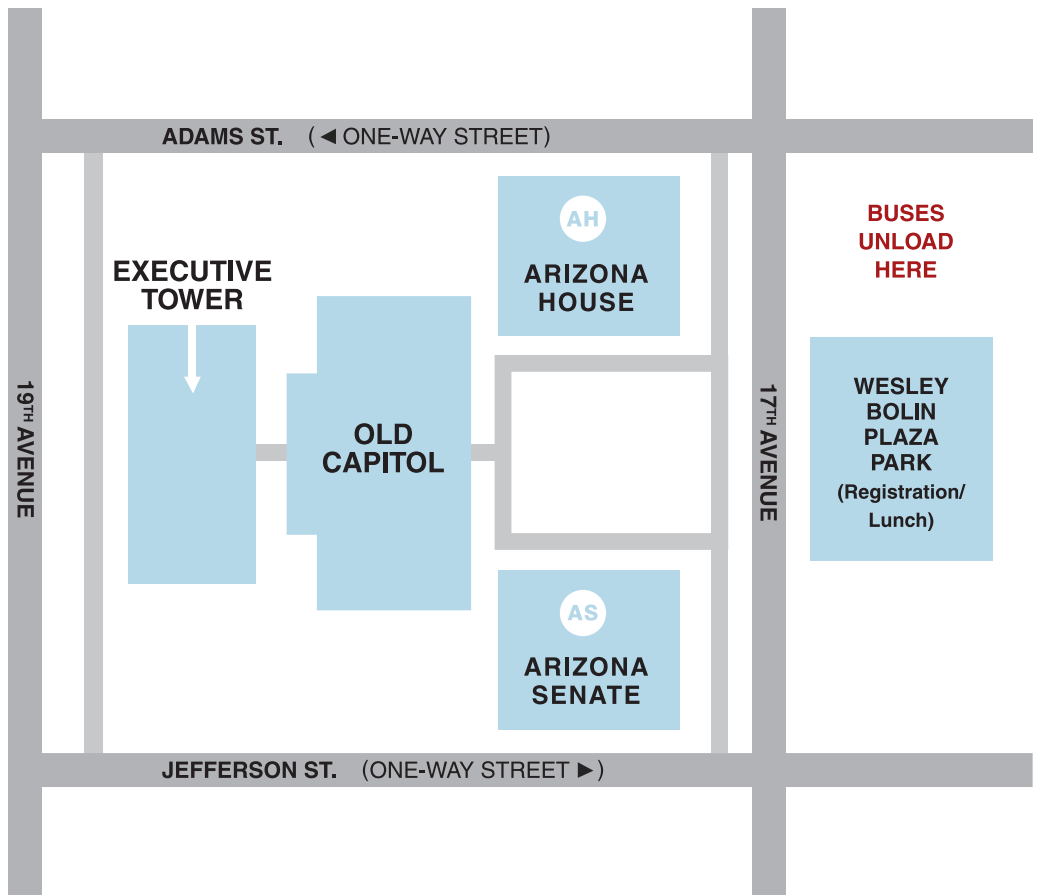 ADAMS ST. (◄ ONE-WAY STREET)
AH
ARIZONA
HOUSE
BUSES
UNLOAD
HERE
EXECUTIVE
TOWER
OLD
CAPITOL
19TH AVENUE
17TH AVENUE
WESLEY
BOLIN
PLAZA
PARK
(Registration/
Lunch)
AS
ARIZONA
SENATE
JEFFERSON ST. (ONE-WAY STREET ►)